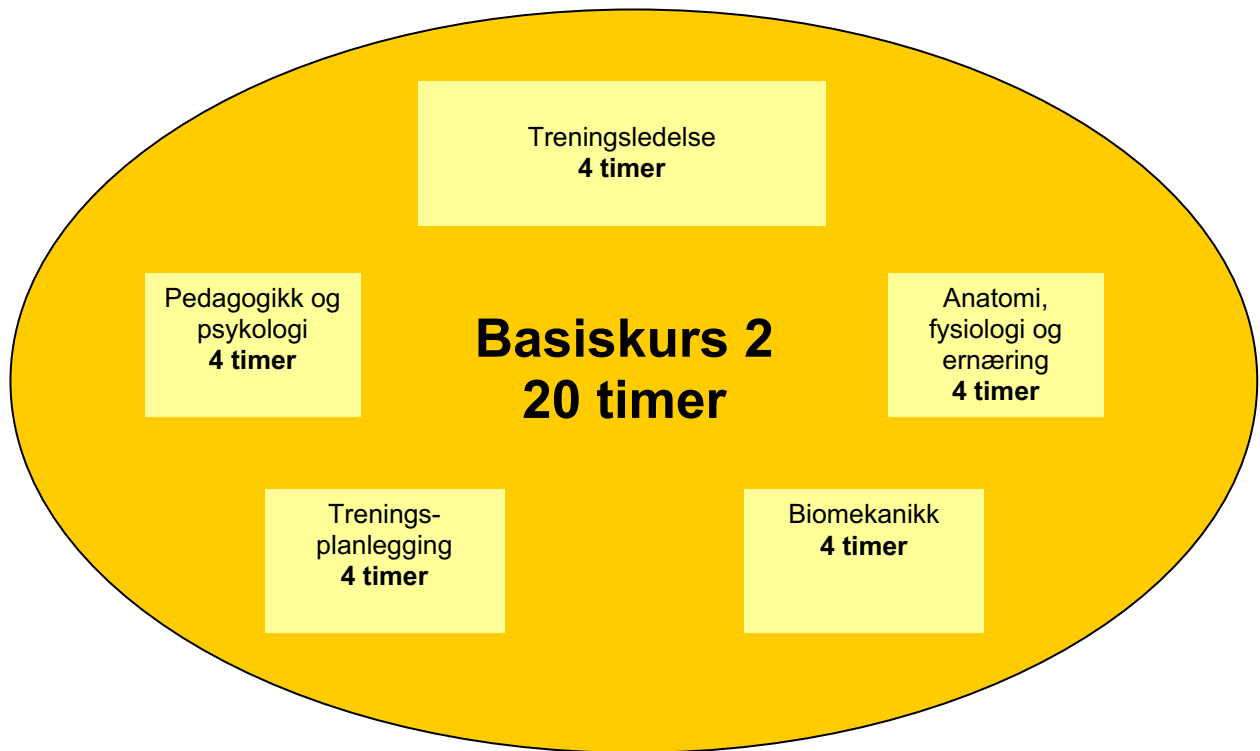 Treningsledelse
4 timer
Pedagogikk og
psykologi
4 timer
Anatomi,
fysiologi og
ernæring
4 timer
Basiskurs 2
20 timer
Trenings-
planlegging
4 timer
Biomekanikk
4 timer